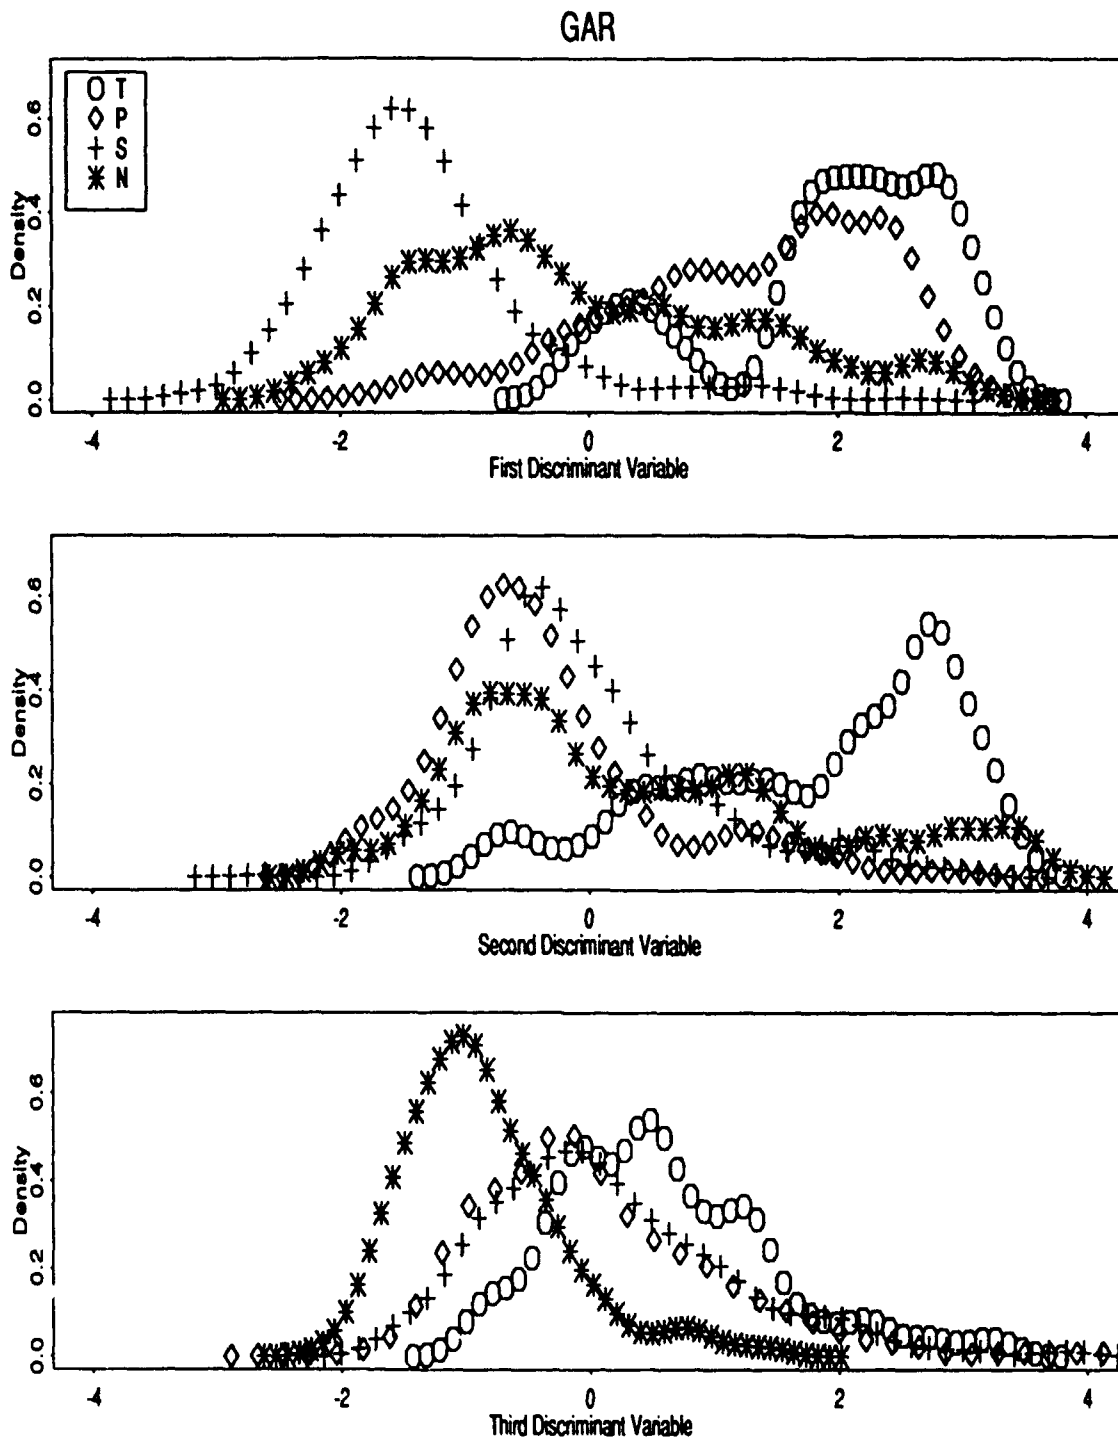 GAR
T
P
S
N
Density
0.0 0.2 0.4 0.6
-4 -2 0 2 4
First Discriminant Variable
Density
0.0 0.2 0.4 0.6
-4 -2 0 2 4
Second Discriminant Variable
Density
0.0 0.2 0.4 0.6
-4 -2 0 2 4
Third Discriminant Variable